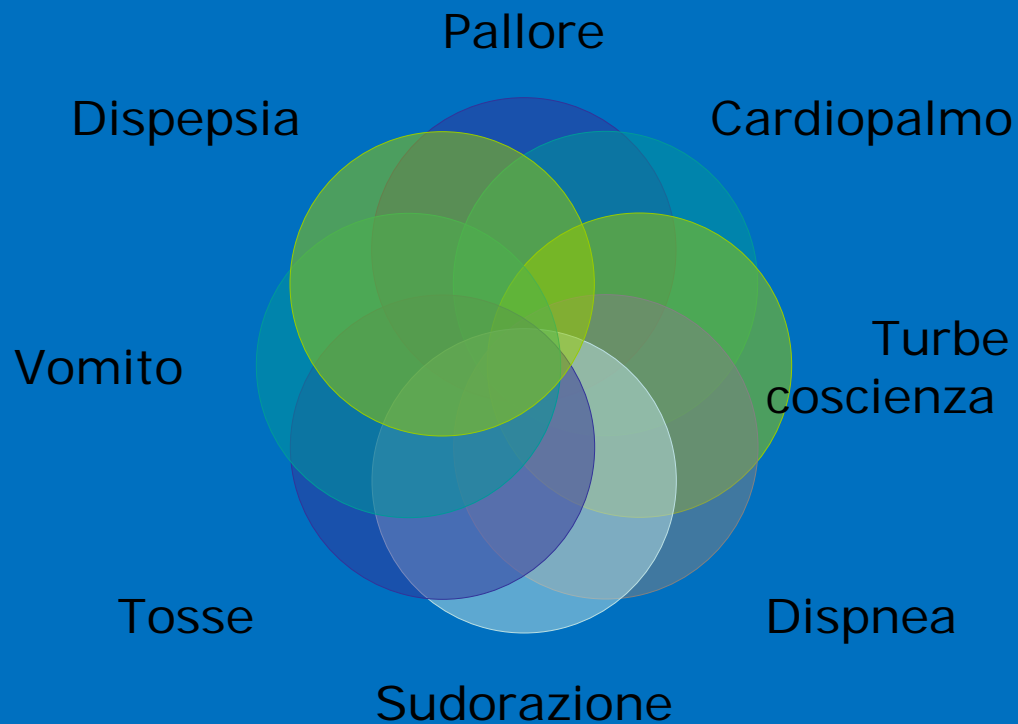 Pallore
Dispepsia
Cardiopalmo
Turbe
coscienza
Vomito
Tosse
Dispnea
Sudorazione